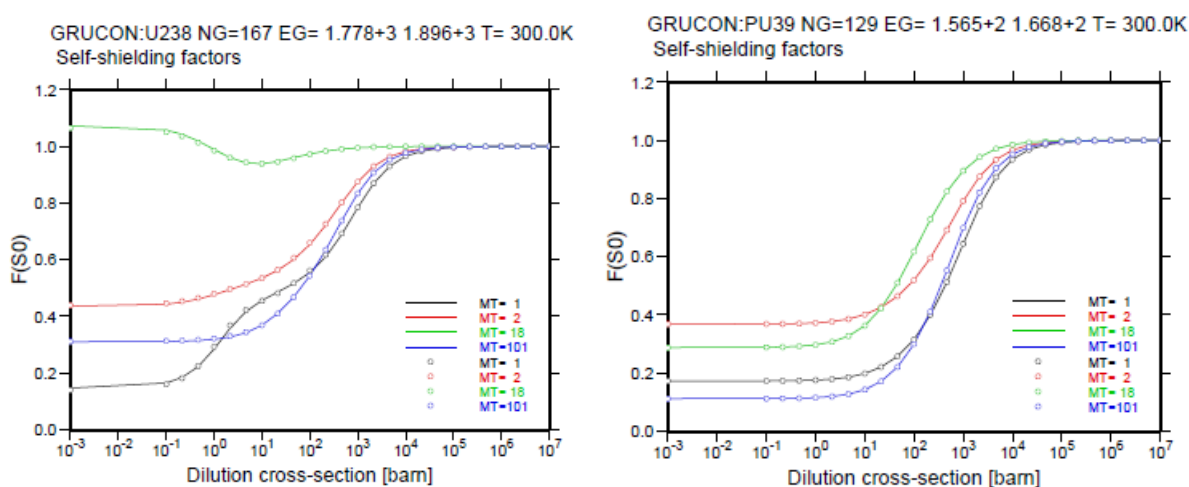 GRUCON:U238 NG=167 EG= 1.778+3 1.896+3 T= 300.0K
Self-shielding factors
1.2
1.0
0.8
0.6
0.4
0.2
0.0
F(S0)
MT= 1
MT= 2
MT= 18
MT=101
MT= 1
MT= 2
MT= 18
MT=101
10-3 10-1 100 101 102 103 104 105 106 107
Dilution cross-section [barn]
GRUCON:PU39 NG=129 EG= 1.565+2 1.668+2 T= 300.0K
Self-shielding factors
1.2
1.0
0.8
0.6
0.4
0.2
0.0
F(S0)
MT= 1
MT= 2
MT= 18
MT=101
MT= 1
MT= 2
MT= 18
MT=101
10-3 10-1 100 101 102 103 104 105 106 107
Dilution cross-section [barn]